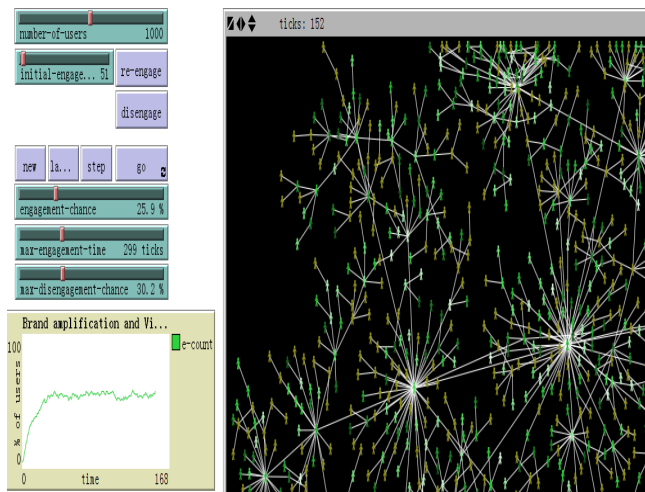 number-of-users 1000
initial-engage... 51
re-engage
disengage
new
la...
step
go
engagement-chance 25.9 %
max-engagement-time 299 ticks
max-disengagement-chance 30.2 %
Brand amplification and Vi...
100
% of users
0
0
time
168
e-count
ticks: 152